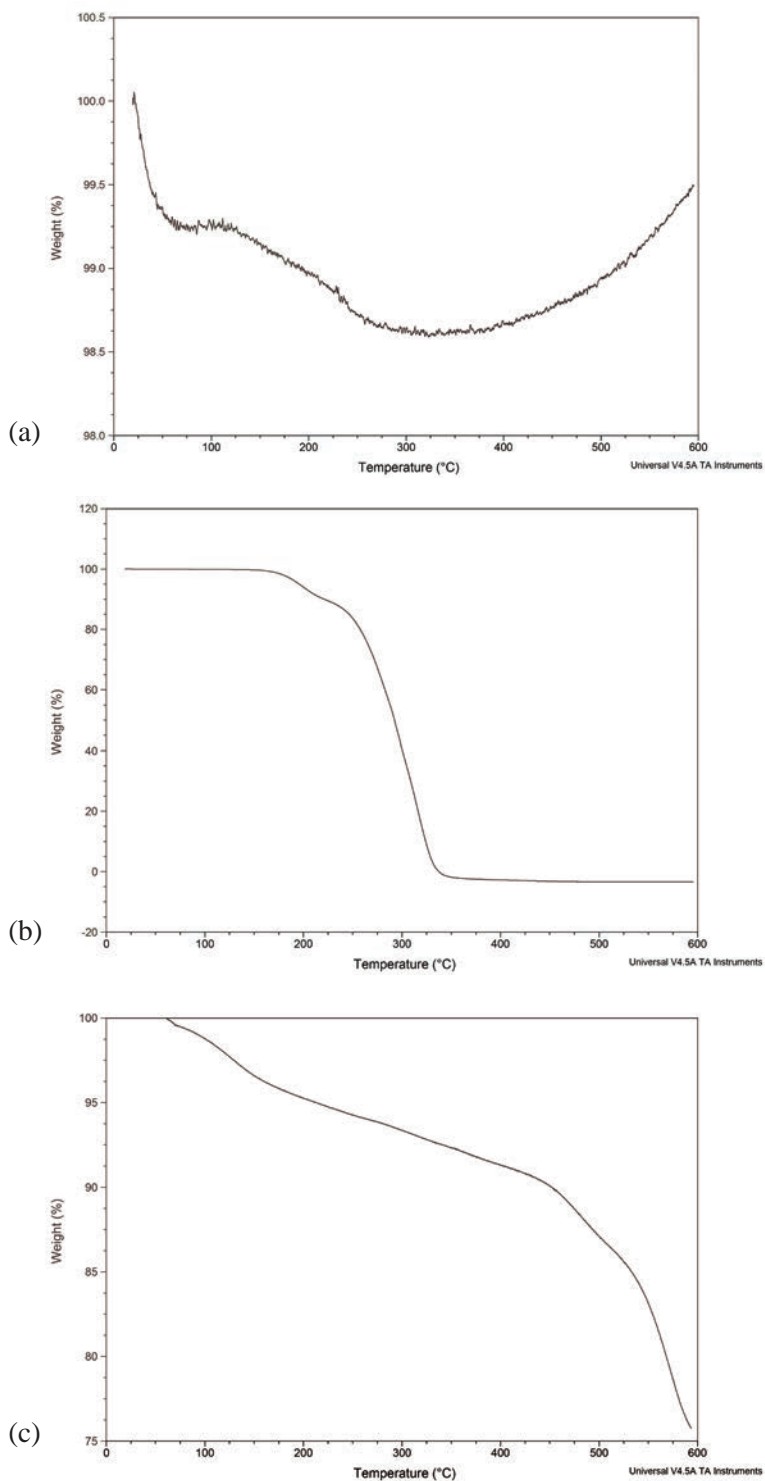 100.5
100.0
99.5
99.0
98.5
98.0
Weight (%)
0 100 200 300 400 500 600
Temperature (°C)
Universal V4.5A TA Instruments
(a)
120
100
80
60
40
20
0
-20
Weight (%)
0 100 200 300 400 500 600
Temperature (°C)
Universal V4.5A TA Instruments
(b)
100
95
90
85
80
75
Weight (%)
0 100 200 300 400 500 600
Temperature (°C)
Universal V4.5A TA Instruments
(c)